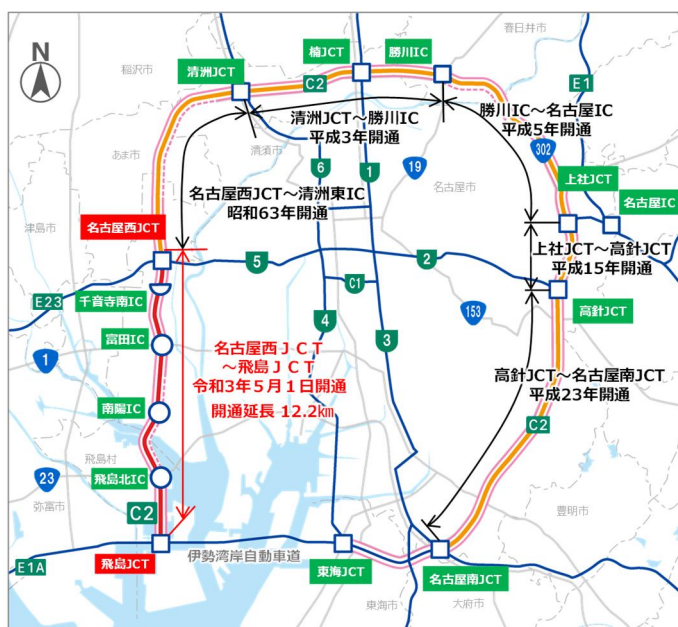 N
稲沢市
清洲JCT
楠JCT
勝川IC
春日井市
C2
E1
清洲JCT～勝川IC
平成3年開通
勝川IC～名古屋IC
平成5年開通
302
あま市
清須市
6
1
19
名古屋市
上社JCT
名古屋IC
名古屋西JCT～清洲東IC
昭和63年開通
津島市
名古屋西JCT
5
2
上社JCT～高針JCT
平成15年開通
E23
千音寺南IC
C1
高針JCT
富田IC
4
153
1
名古屋西ＪＣＴ
～飛島ＪＣＴ
令和3年５月１日開通
開通延長 12.2㎞
3
高針JCT～名古屋南JCT
平成23年開通
南陽IC
C2
飛島村
23
飛島北IC
弥富市
C2
豊明市
E1A
飛島JCT
伊勢湾岸自動車道
東海JCT
名古屋南JCT
東海市
大府市